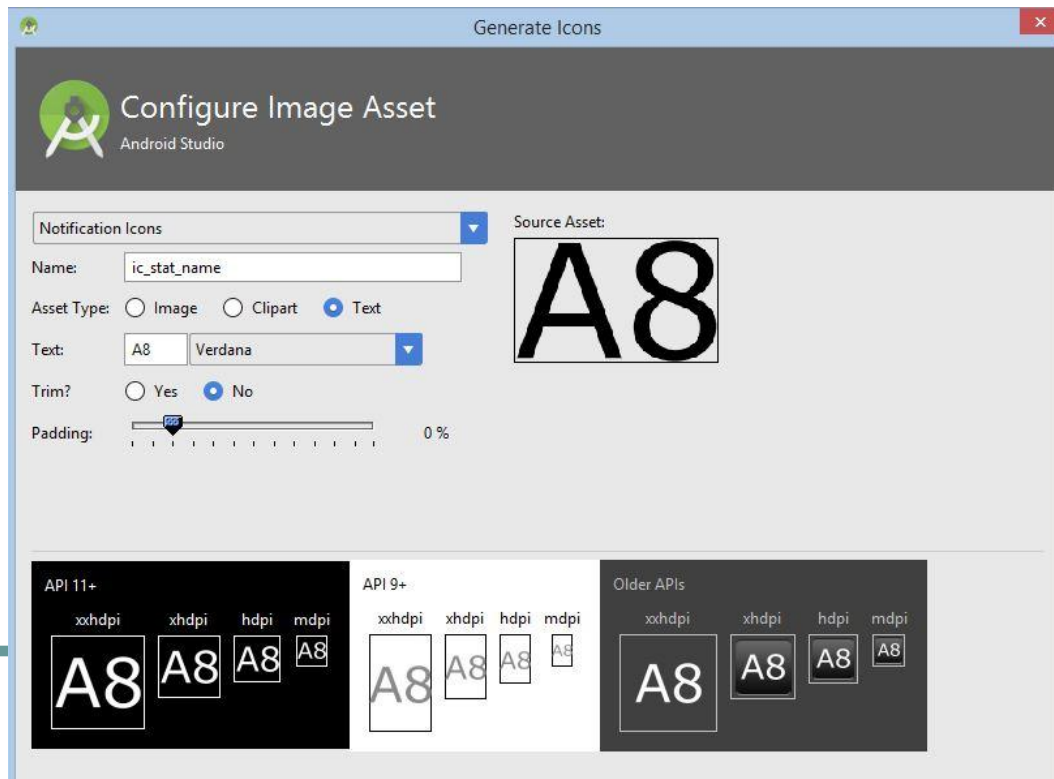 Generate Icons
Configure Image Asset
Android Studio
Notification Icons
Source Asset:
A8
Name: ic_stat_name
Asset Type: Image Clipart Text
Text: A8 Verdana
Trim? Yes No
Padding: 0 %
API 11+
xxhdpi xhdpi hdpi mdpi
A8 A8 A8 A8
API 9+
xxhdpi xhdpi hdpi mdpi
A8 A8 A8 A8
Older APIs
xxhdpi xhdpi hdpi mdpi
A8 A8 A8 A8